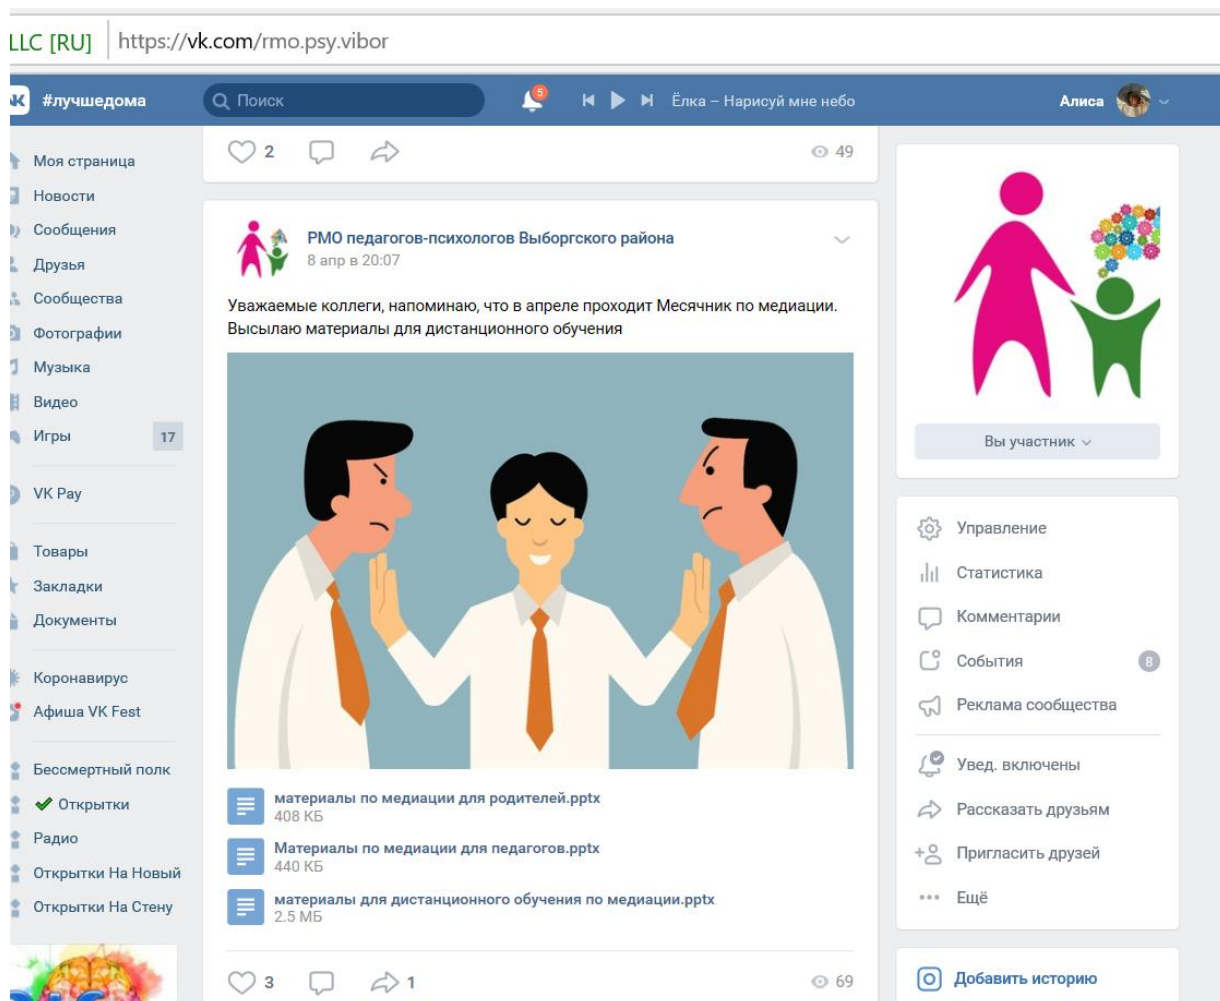 LLC [RU] https://vk.com/rmo.psy.vibor
#лучшедома Поиск 5 Ёлка – Нарисуй мне небо Алиса
Моя страница
Новости
Сообщения
Друзья
Сообщества
Фотографии
Музыка
Видео
Игры 17
VK Pay
Товары
Закладки
Документы
Коронавирус
Афиша VK Fest
Бессмертный полк
Открытки
Радио
Открытки На Новый
Открытки На Стену
2 49
РМО педагогов-психологов Выборгского района
8 апр в 20:07
Уважаемые коллеги, напоминаю, что в апреле проходит Месячник по медиации.
Высылаю материалы для дистанционного обучения
материалы по медиации для родителей.pptx
408 КБ
Материалы по медиации для педагогов.pptx
440 КБ
материалы для дистанционного обучения по медиации.pptx
2.5 МБ
3 1 69
Вы участник
Управление
Статистика
Комментарии
События 8
Реклама сообщества
Увед. включены
Рассказать друзьям
Пригласить друзей
Ещё
Добавить историю